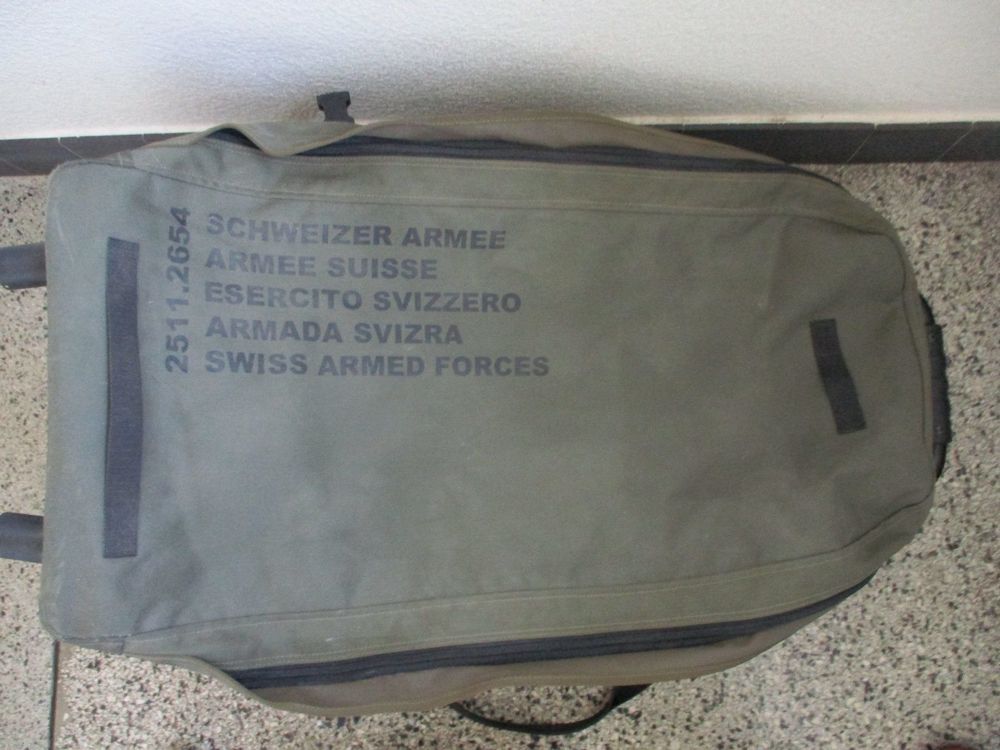 2511.2654
SCHWEIZER ARMEE
ARMEE SUISSE
ESERCITO SVIZZERO
ARMADA SVIZRA
SWISS ARMED FORCES